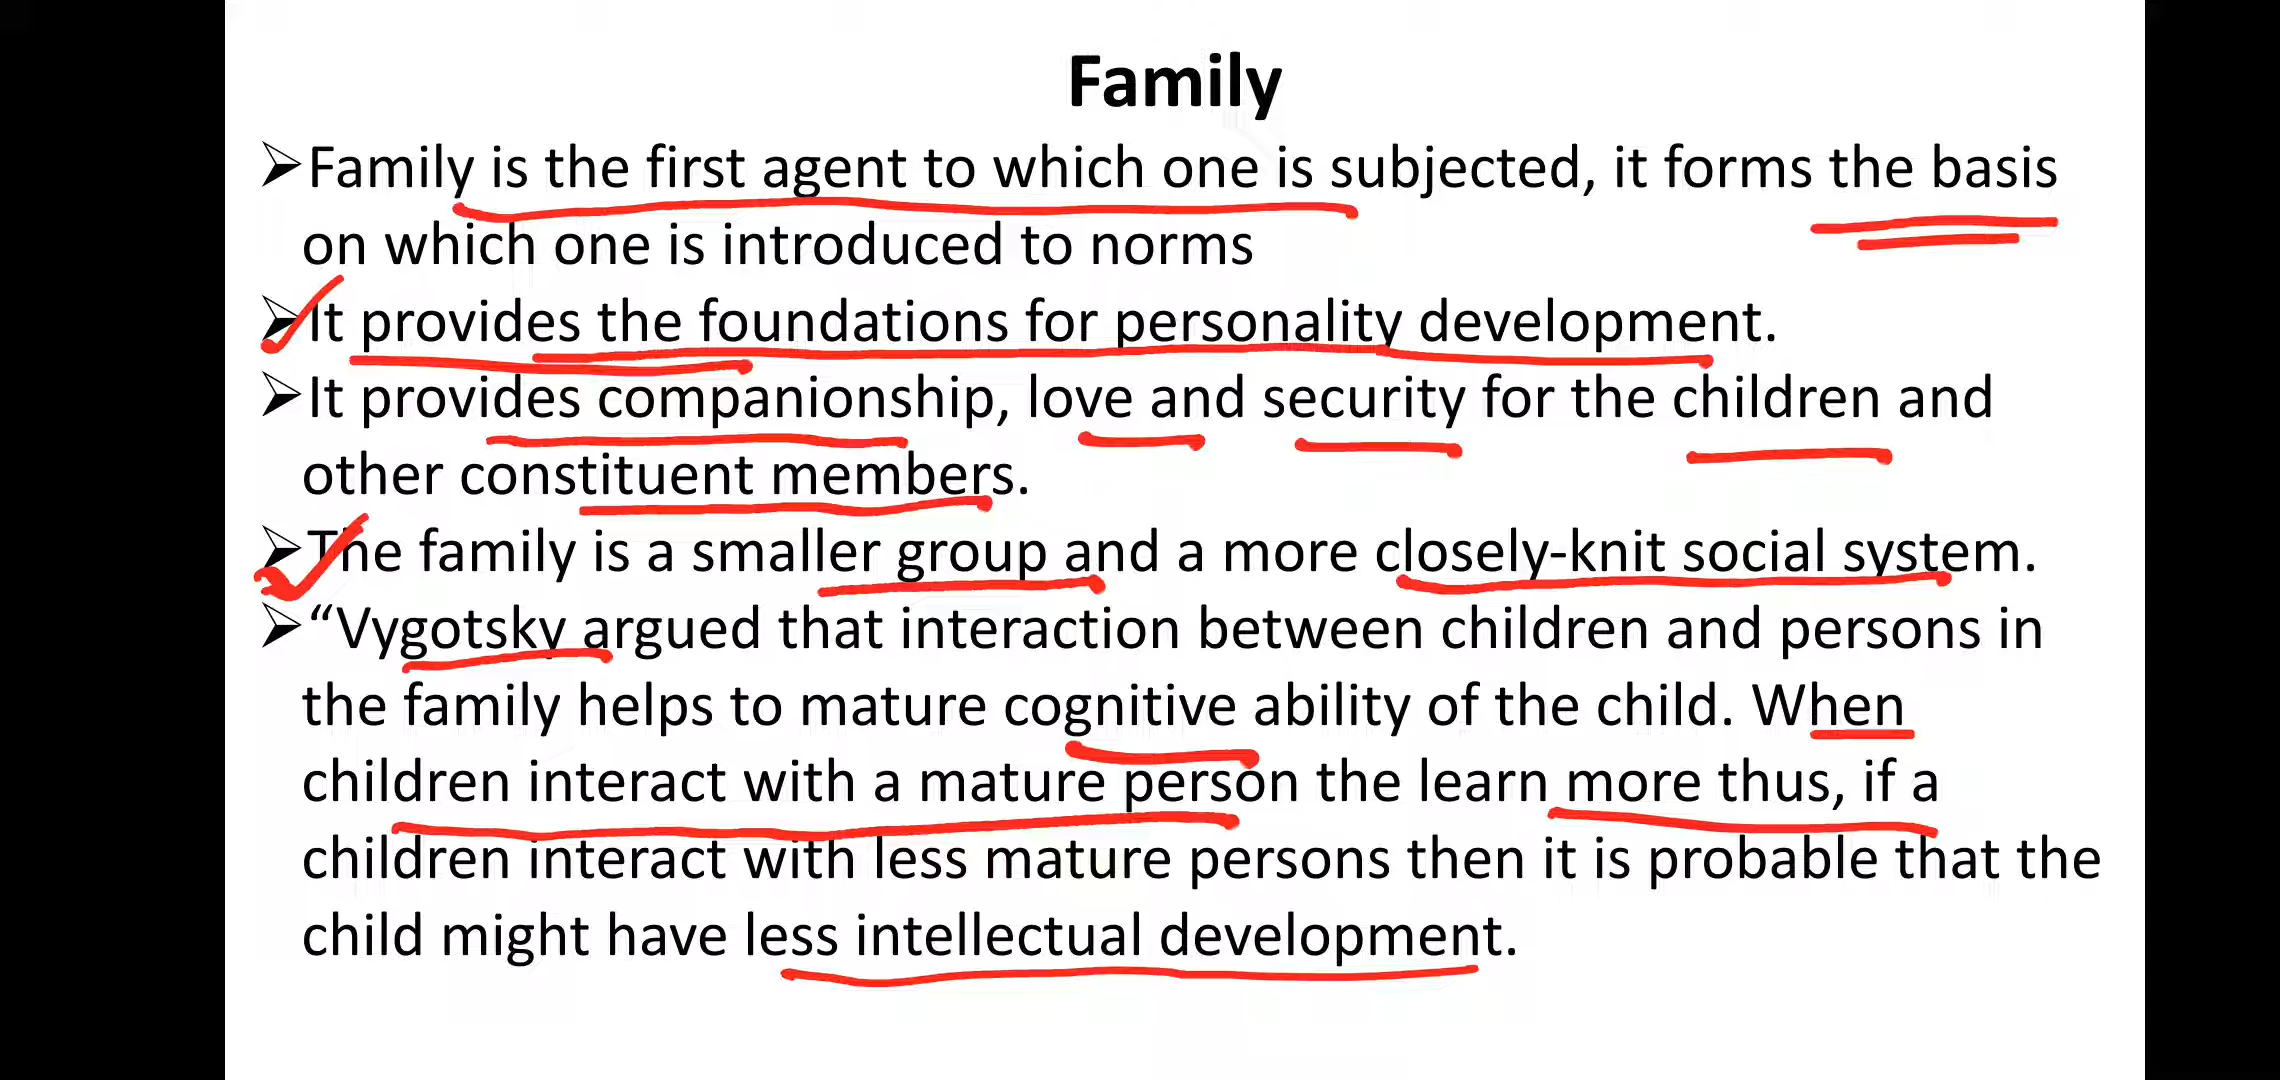 Family
➢Family is the first agent to which one is subjected, it forms the basis
on which one is introduced to norms
➢It provides the foundations for personality development.
➢It provides companionship, love and security for the children and
other constituent members.
➢The family is a smaller group and a more closely-knit social system.
➢“Vygotsky argued that interaction between children and persons in
the family helps to mature cognitive ability of the child. When
children interact with a mature person the learn more thus, if a
children interact with less mature persons then it is probable that the
child might have less intellectual development.